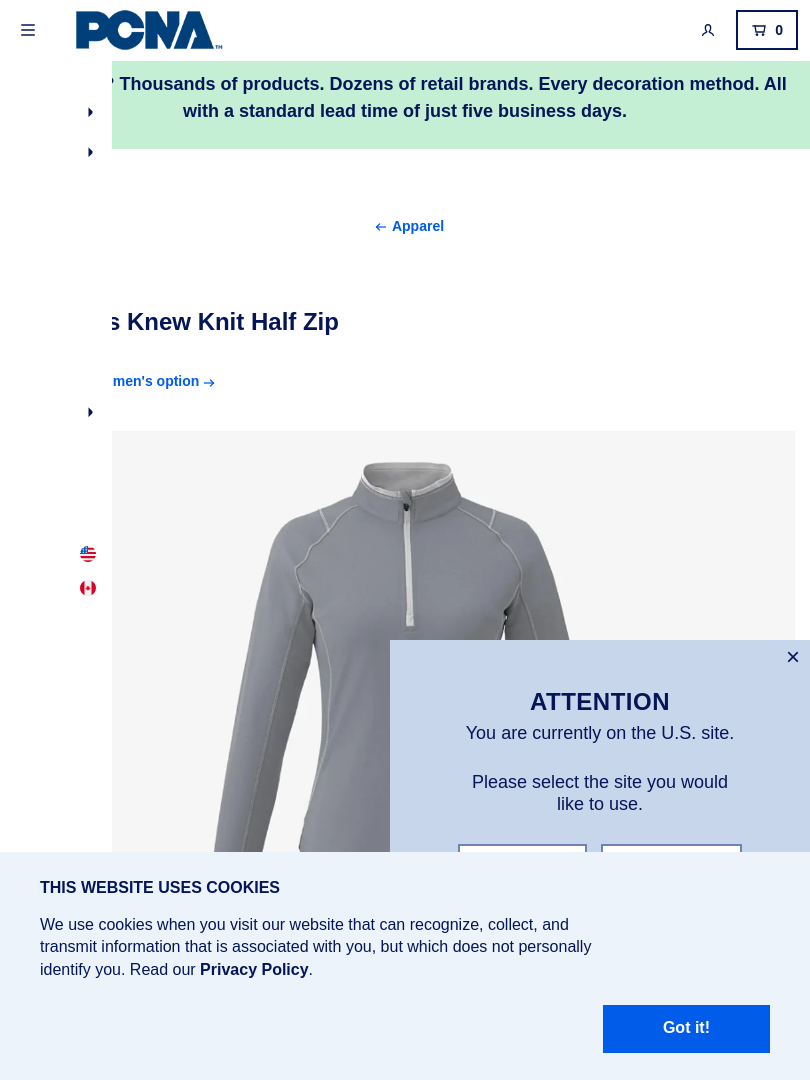 PCNA™
0
? Thousands of products. Dozens of retail brands. Every decoration method. All
with a standard lead time of just five business days.
Apparel
s Knew Knit Half Zip
men's option
ATTENTION
You are currently on the U.S. site.
Please select the site you would
like to use.
THIS WEBSITE USES COOKIES
We use cookies when you visit our website that can recognize, collect, and
transmit information that is associated with you, but which does not personally
identify you. Read our Privacy Policy.
Got it!